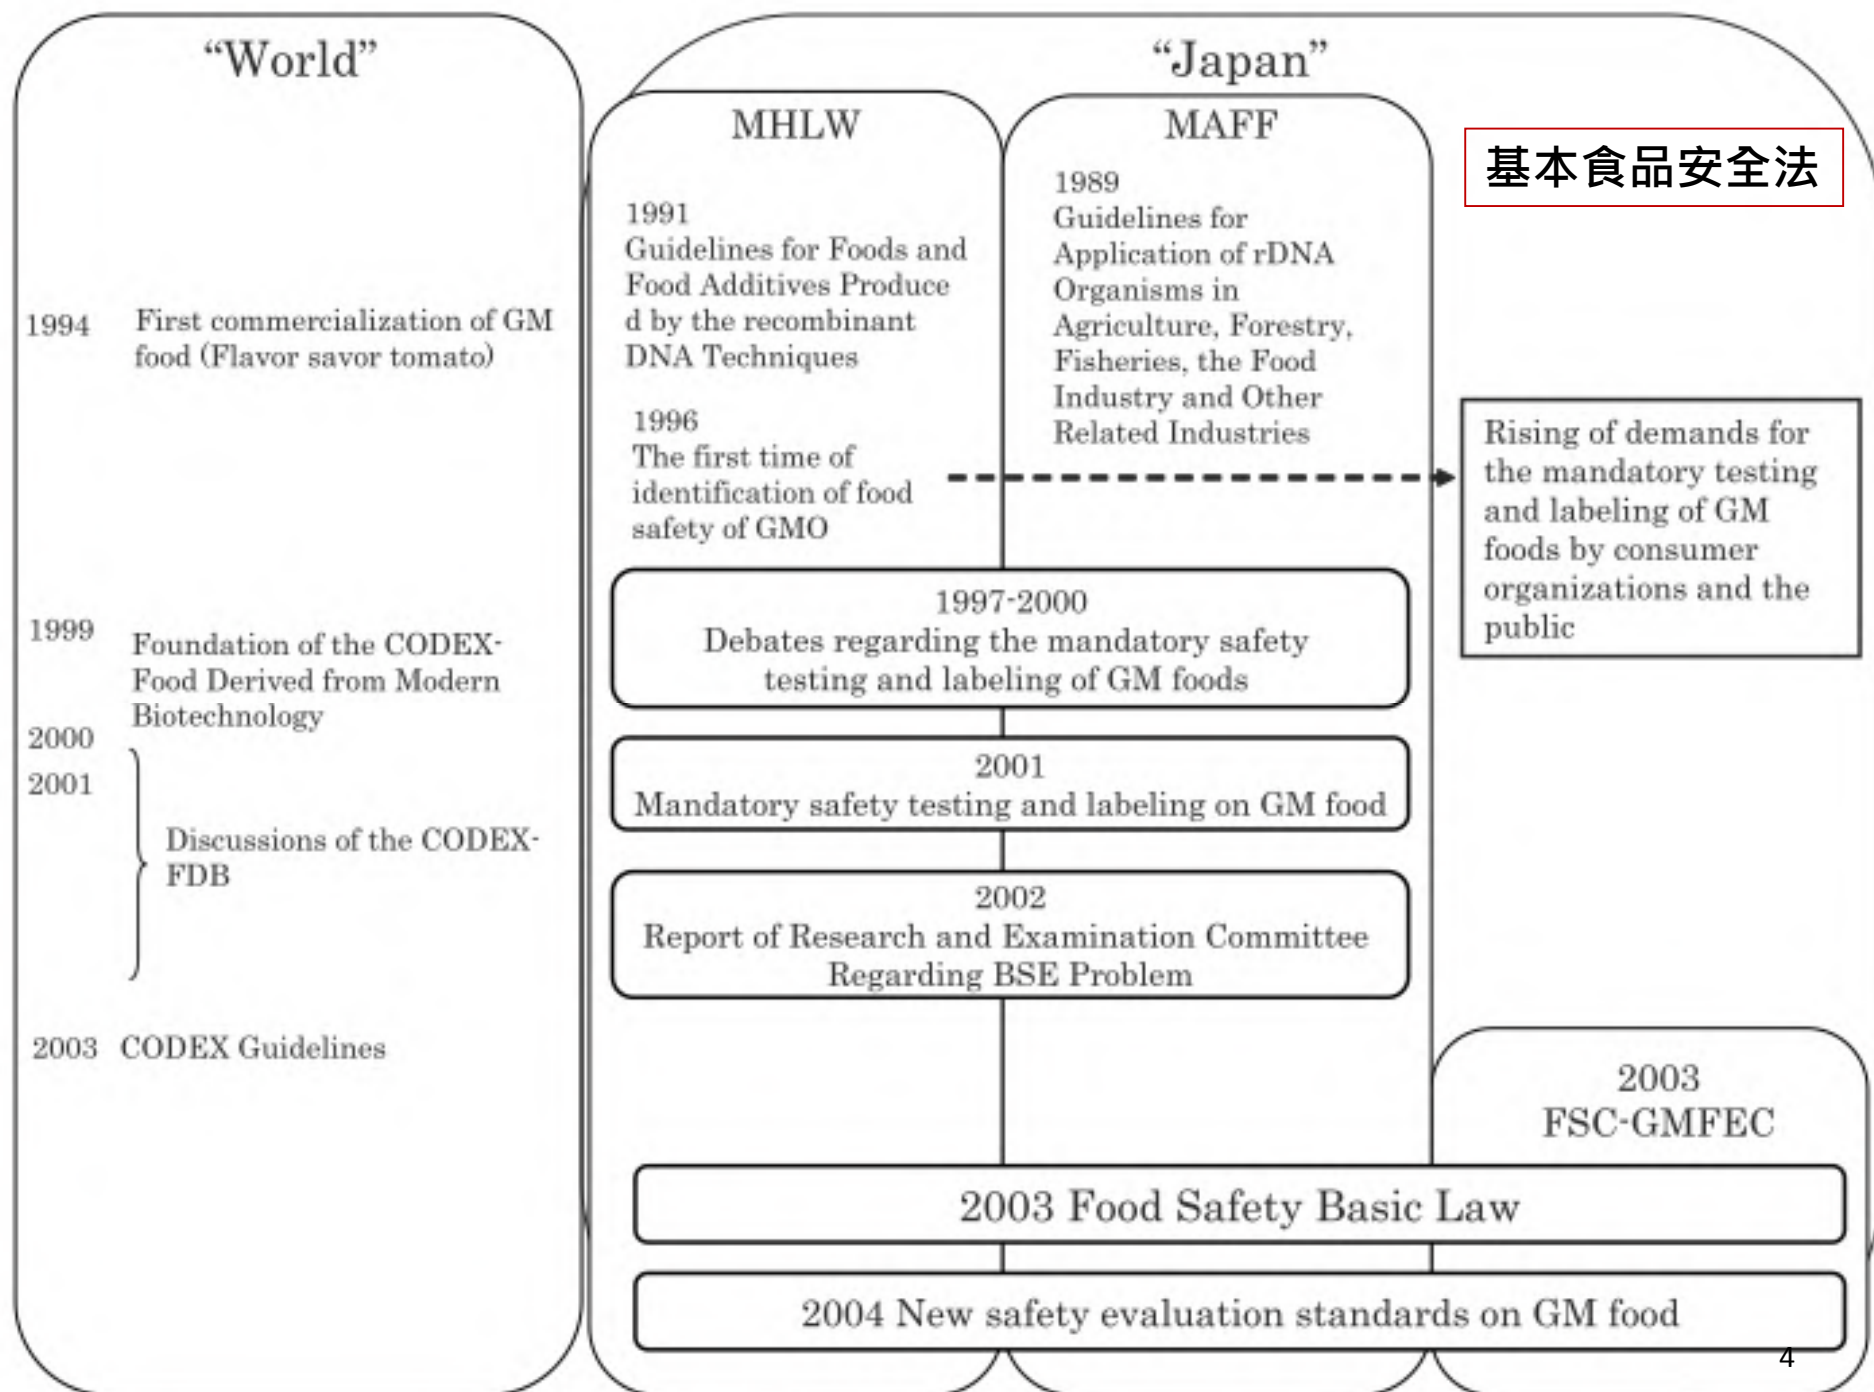 “World”
1994
First commercialization of GM
food (Flavor savor tomato)
1999
Foundation of the CODEX-
Food Derived from Modern
Biotechnology
2000
2001
Discussions of the CODEX-
FDB
2003 CODEX Guidelines
“Japan”
MHLW
1991
Guidelines for Foods and
Food Additives Produce
d by the recombinant
DNA Techniques
1996
The first time of
identification of food
safety of GMO
MAFF
1989
Guidelines for
Application of rDNA
Organisms in
Agriculture, Forestry,
Fisheries, the Food
Industry and Other
Related Industries
基本食品安全法
Rising of demands for
the mandatory testing
and labeling of GM
foods by consumer
organizations and the
public
1997-2000
Debates regarding the mandatory safety
testing and labeling of GM foods
2001
Mandatory safety testing and labeling on GM food
2002
Report of Research and Examination Committee
Regarding BSE Problem
2003
FSC-GMFEC
2003 Food Safety Basic Law
2004 New safety evaluation standards on GM food
4